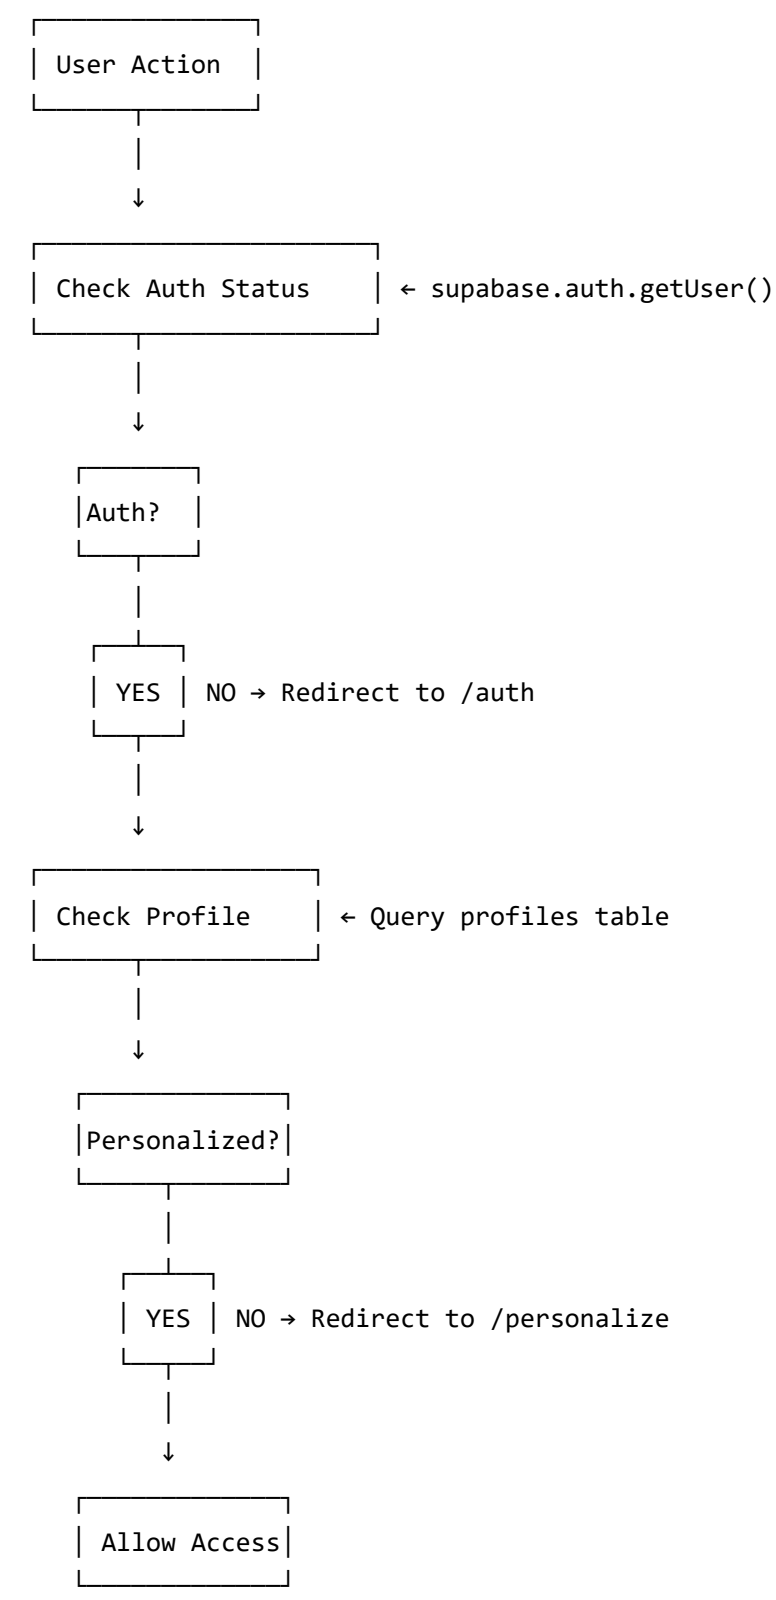 User Action
↓
Check Auth Status ← supabase.auth.getUser()
↓
Auth?
YES NO → Redirect to /auth
↓
Check Profile ← Query profiles table
↓
Personalized?
YES NO → Redirect to /personalize
↓
Allow Access